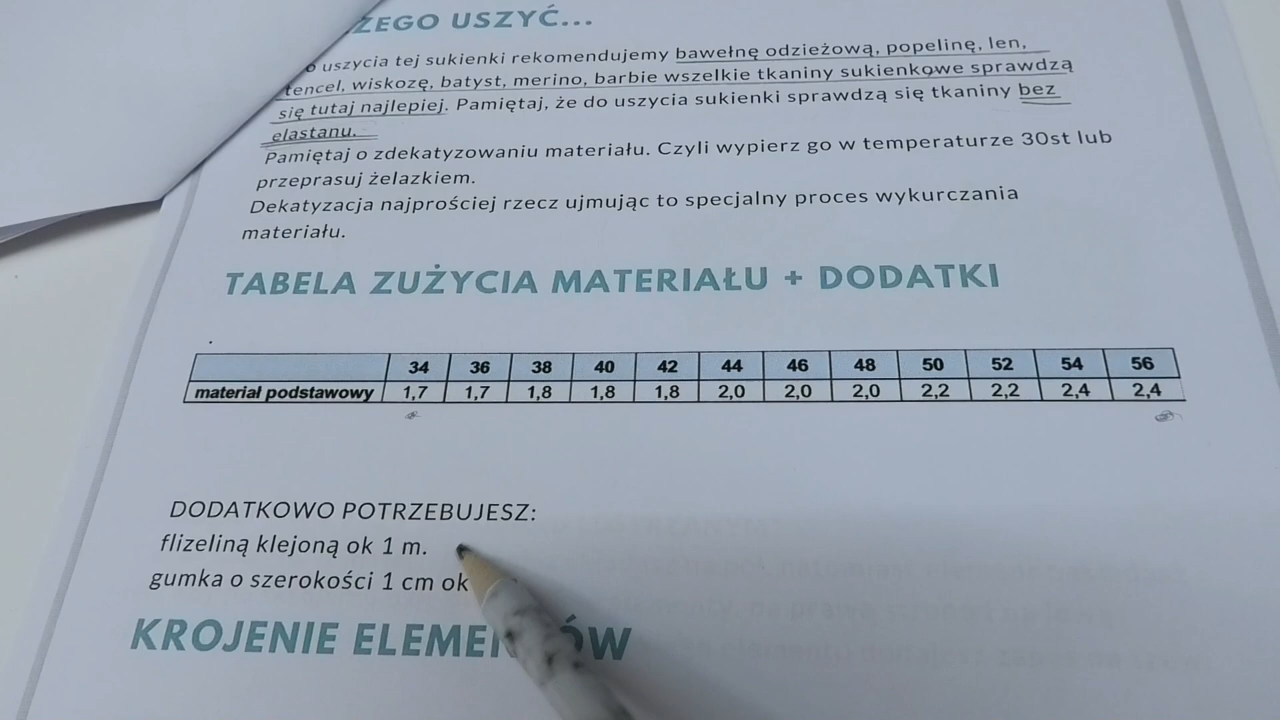 ZEGO USZYĆ...
o uszycia tej sukienki rekomendujemy bawełnę odzieżową, popelinę, len,
tencel, wiskozę, batyst, merino, barbie wszelkie tkaniny sukienkowe sprawdzą
się tutaj najlepiej. Pamiętaj, że do uszycia sukienki sprawdzą się tkaniny bez
elastanu.
Pamiętaj o zdekatyzowaniu materiału. Czyli wypierz go w temperaturze 30st lub
przeprasuj żelazkiem.
Dekatyzacja najprościej rzecz ujmując to specjalny proces wykurczania
materiału.
TABELA ZUŻYCIA MATERIAŁU + DODATKI
34 36 38 40 42 44 46 48 50 52 54 56
materiał podstawowy 1,7 1,7 1,8 1,8 1,8 2,0 2,0 2,0 2,2 2,2 2,4 2,4
DODATKOWO POTRZEBUJESZ:
flizeliną klejoną ok 1 m.
gumka o szerokości 1 cm ok
KROJENIE ELEMENTÓW